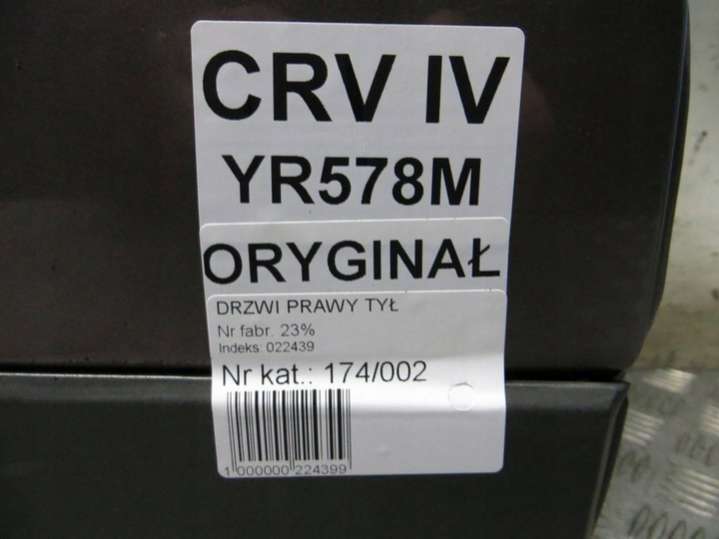 CRV IV
YR578M
ORYGINAŁ
DRZWI PRAWY TYŁ
Nr fabr. 23%
Indeks: 022439
Nr kat.: 174/002
1 000000 224399